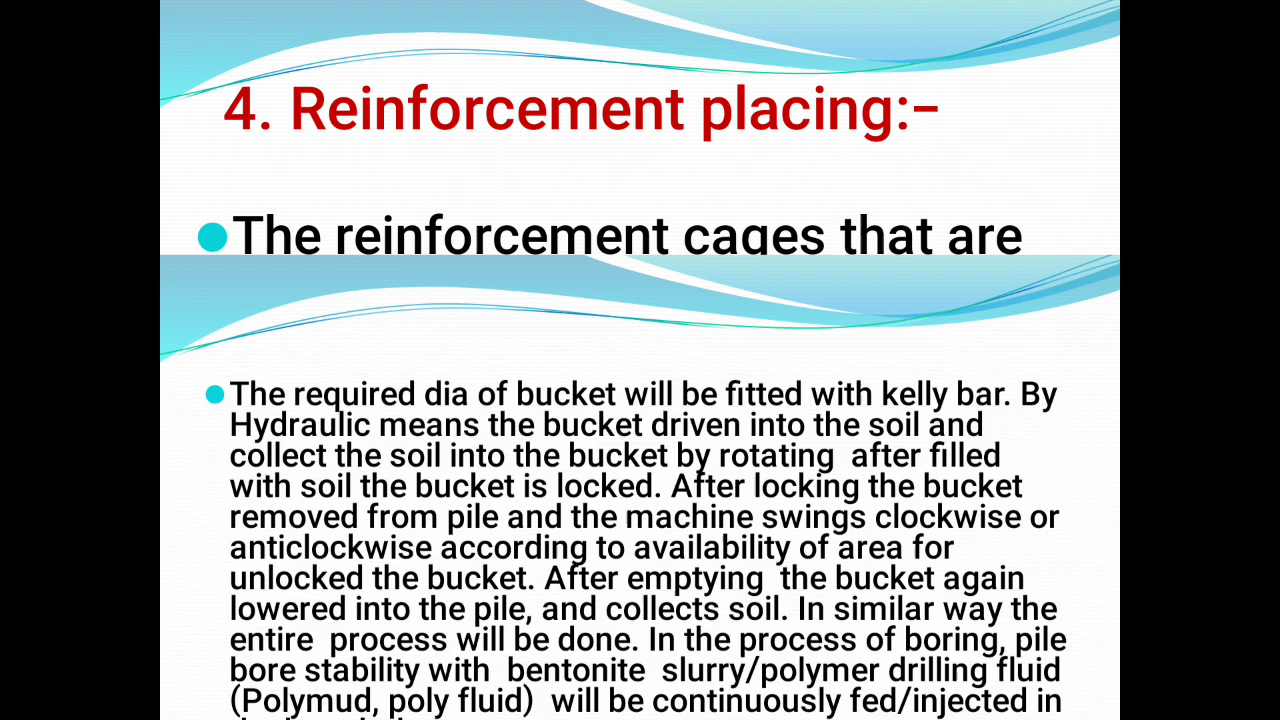 4. Reinforcement placing:-
The reinforcement cages that are
The required dia of bucket will be fitted with kelly bar. By
Hydraulic means the bucket driven into the soil and
collect the soil into the bucket by rotating  after filled
with soil the bucket is locked. After locking the bucket
removed from pile and the machine swings clockwise or
anticlockwise according to availability of area for
unlocked the bucket. After emptying  the bucket again
lowered into the pile, and collects soil. In similar way the
entire  process will be done. In the process of boring, pile
bore stability with  bentonite  slurry/polymer drilling fluid
(Polymud, poly fluid)  will be continuously fed/injected in